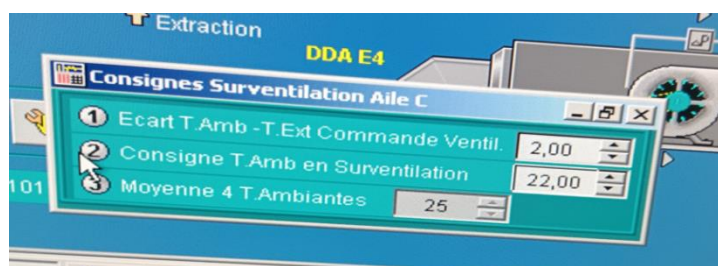 Extraction
DDA E4
ΔP
Consignes Surventilation Aile C
1 Ecart T.Amb -T.Ext Commande Ventil. 2,00
2 Consigne T.Amb en Surventilation 22,00
3 Moyenne 4 T.Ambiantes 25
101